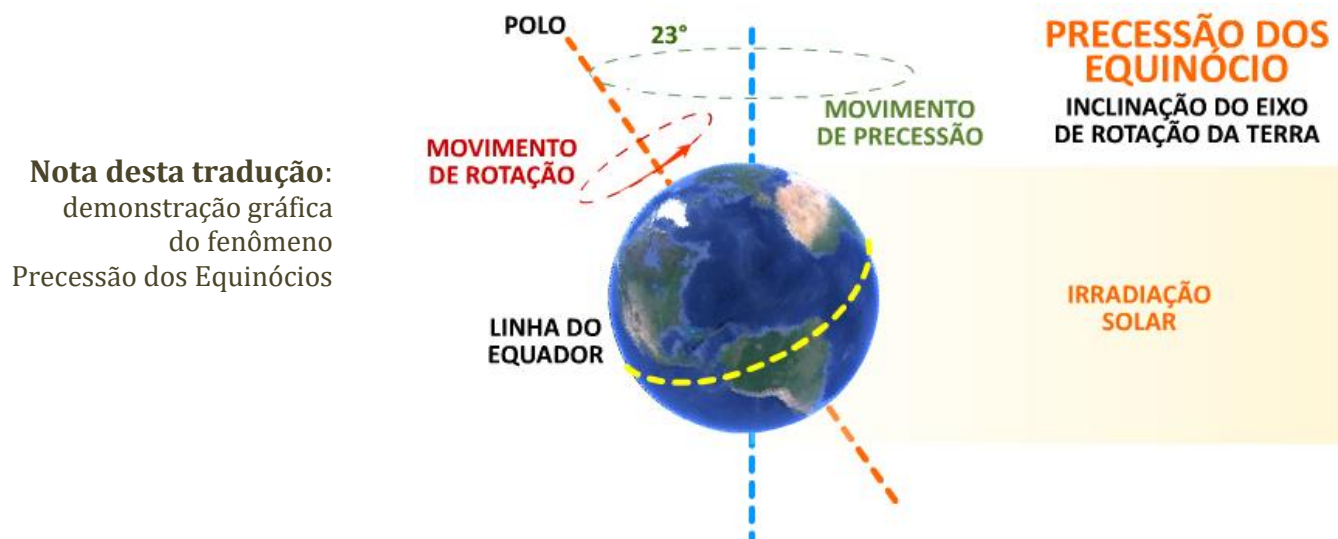 Nota desta tradução:
demonstração gráfica
do fenômeno
Precessão dos Equinócios
POLO
23°
PRECESSÃO DOS
EQUINÓCIO
INCLINAÇÃO DO EIXO
DE ROTAÇÃO DA TERRA
MOVIMENTO
DE PRECESSÃO
MOVIMENTO
DE ROTAÇÃO
LINHA DO
EQUADOR
IRRADIAÇÃO
SOLAR